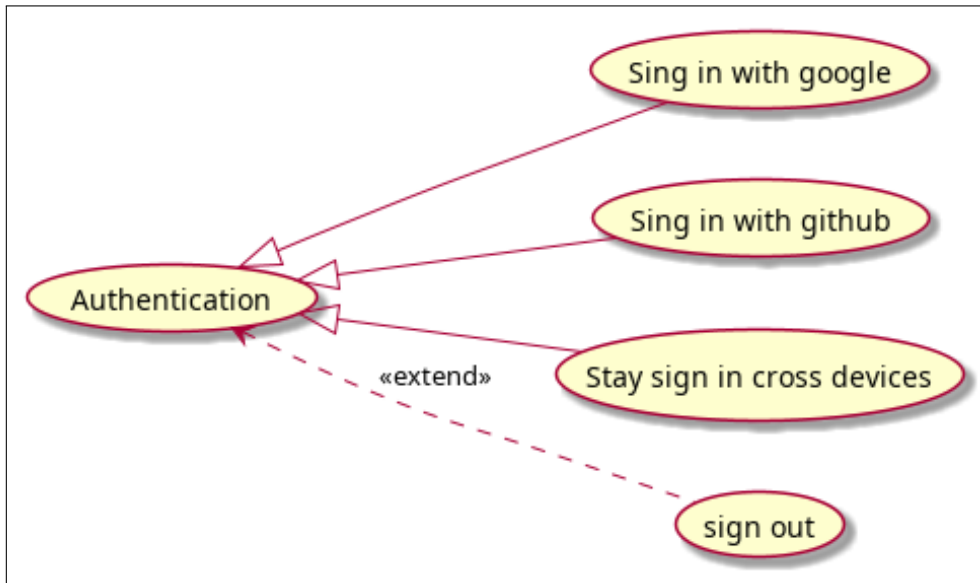 Sing in with google
Sing in with github
Authentication
Stay sign in cross devices
«extend»
sign out